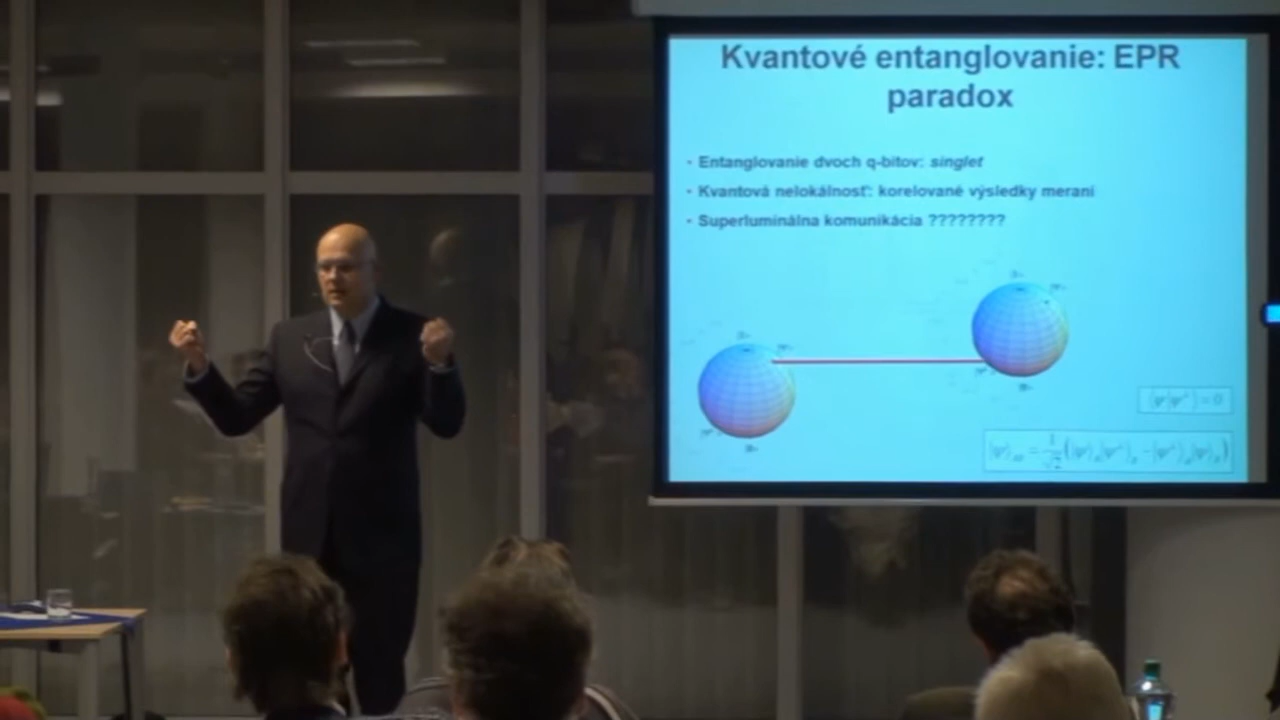 Kvantové entanglovanie: EPR
paradox
• Entanglovanie dvoch q-bitov: singlet
• Kvantová nelokálnosť: korelované výsledky meraní
• Superluminálna komunikácia ????????